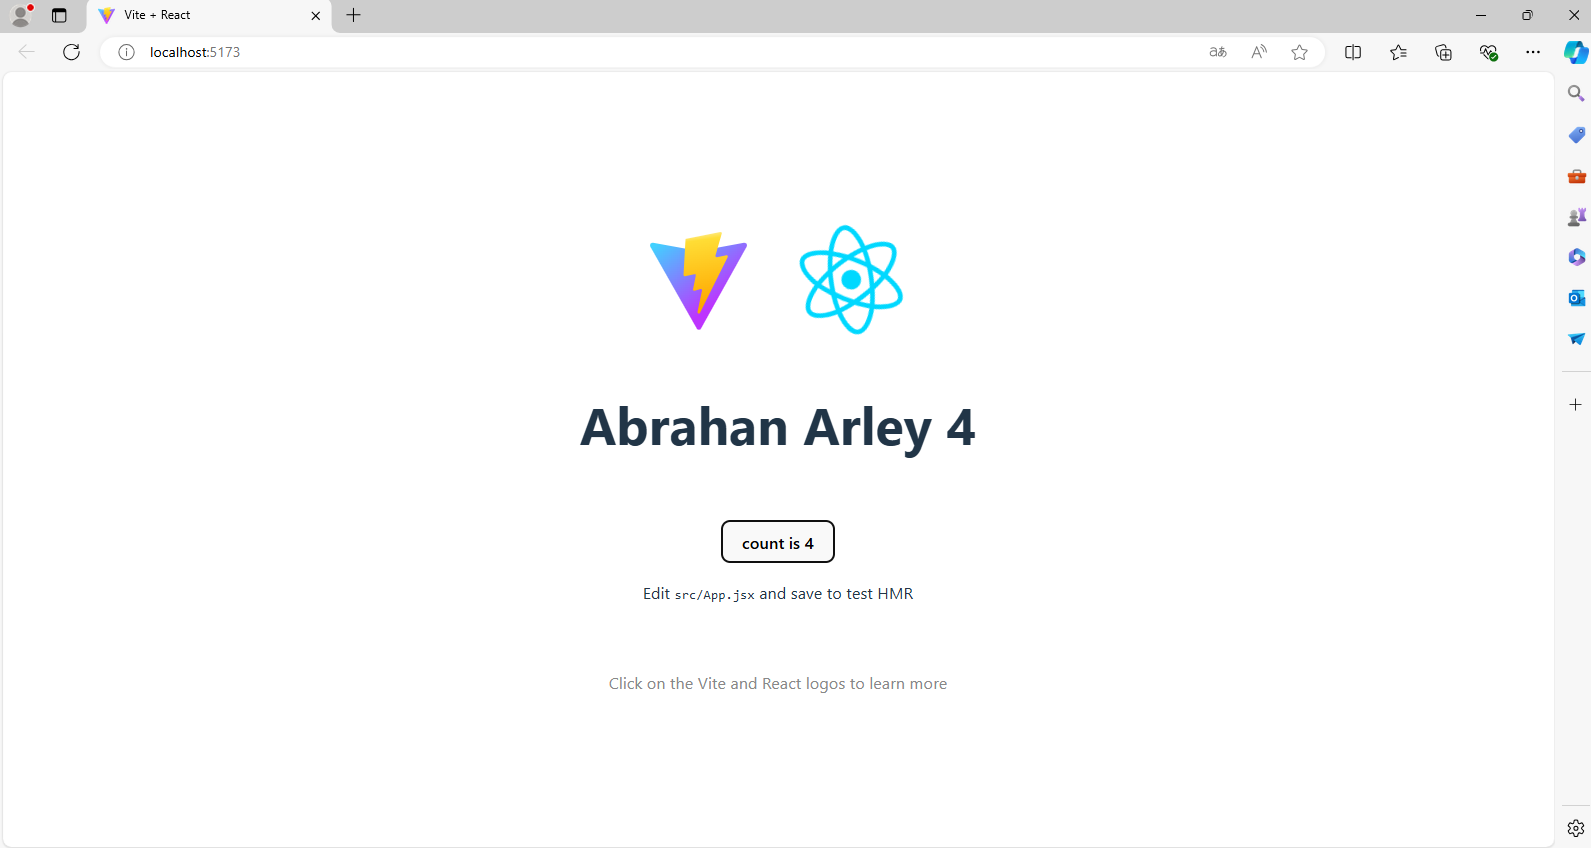 Vite + React
localhost:5173
Abrahan Arley 4
count is 4
Edit src/App.jsx and save to test HMR
Click on the Vite and React logos to learn more